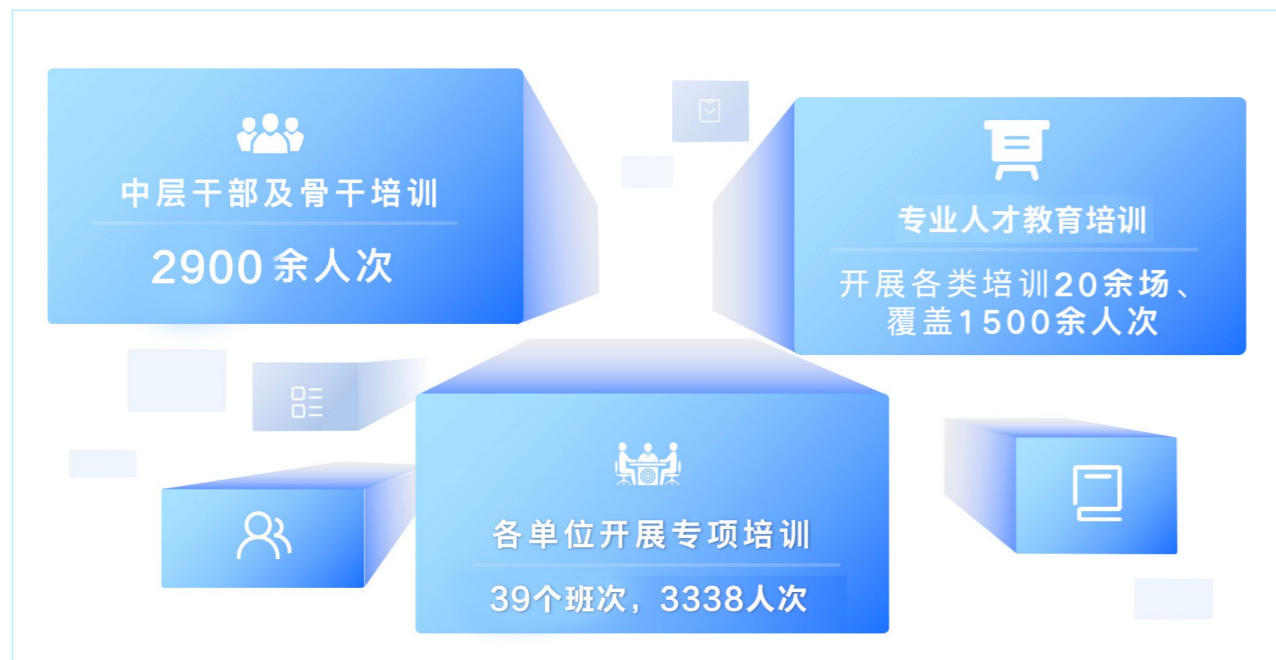 中层干部及骨干培训
2900余人次
专业人才教育培训
开展各类培训20余场、
覆盖1500余人次
各单位开展专项培训
39个班次，3338人次